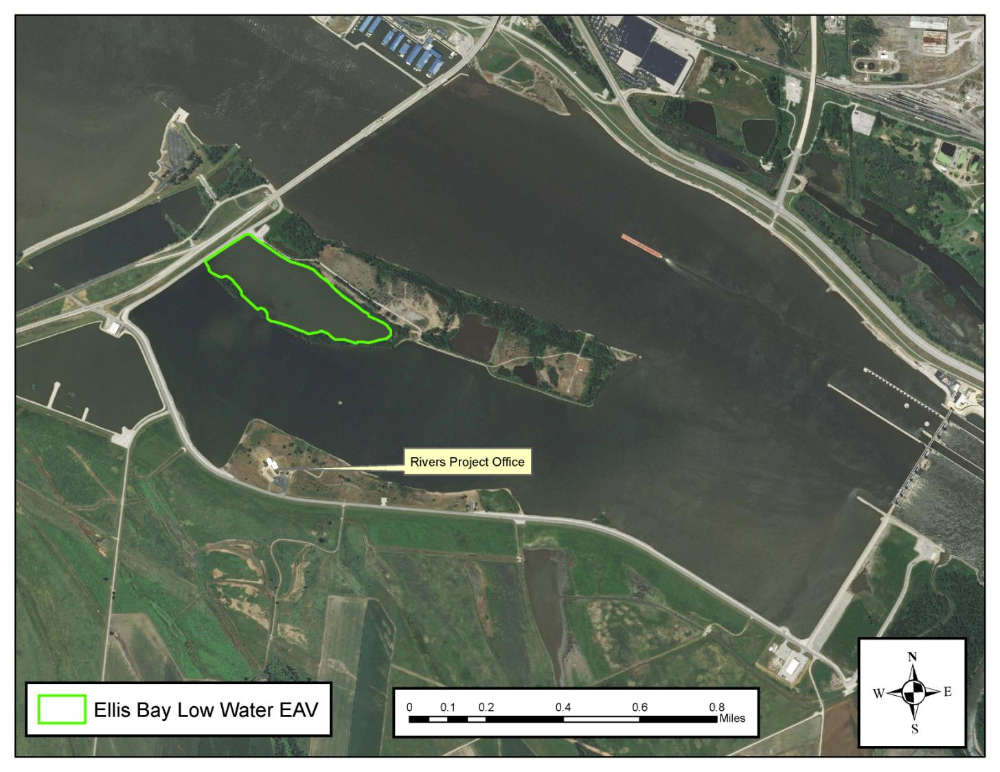 Rivers Project Office
Ellis Bay Low Water EAV
0 0.1 0.2 0.4 0.6 0.8
Miles
N
W E
S